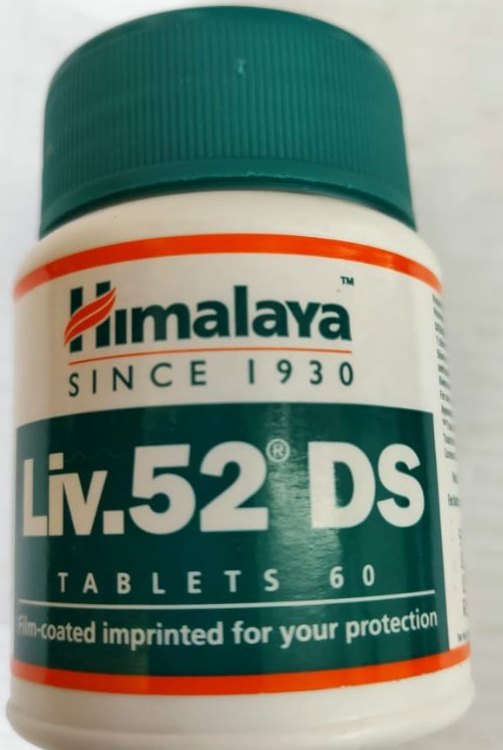 Himalaya™
SINCE 1930
Liv.52® DS
TABLETS 60
Film-coated imprinted for your protection